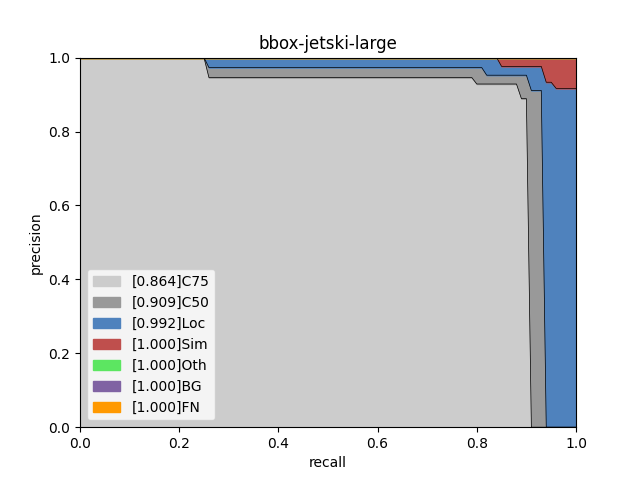 bbox-jetski-large
1.0
0.8
0.6
0.4
0.2
0.0
precision
[0.864]C75
[0.909]C50
[0.992]Loc
[1.000]Sim
[1.000]Oth
[1.000]BG
[1.000]FN
0.0 0.2 0.4 0.6 0.8 1.0
recall